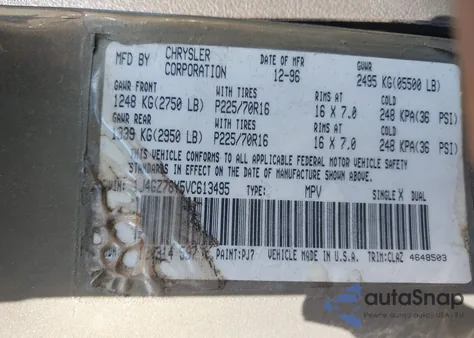 MFD BY CHRYSLER CORPORATION DATE OF MFR 12-96 GVWR 2495 KG(05500 LB)
GAWR FRONT WITH TIRES RIMS AT COLD
1248 KG(2750 LB) P225/70R16 16 X 7.0 248 KPA(36 PSI)
GAWR REAR WITH TIRES RIMS AT COLD
1339 KG(2950 LB) P225/70R16 16 X 7.0 248 KPA(36 PSI)
THIS VEHICLE CONFORMS TO ALL APPLICABLE FEDERAL MOTOR VEHICLE SAFETY
STANDARDS IN EFFECT ON THE DATE OF MANUFACTURE SHOWN ABOVE.
TYPE: MPV SINGLE X DUAL
PAINT:PJ7 VEHICLE MADE IN U.S.A. TRIM:CLAZ 4648503
autoSnap